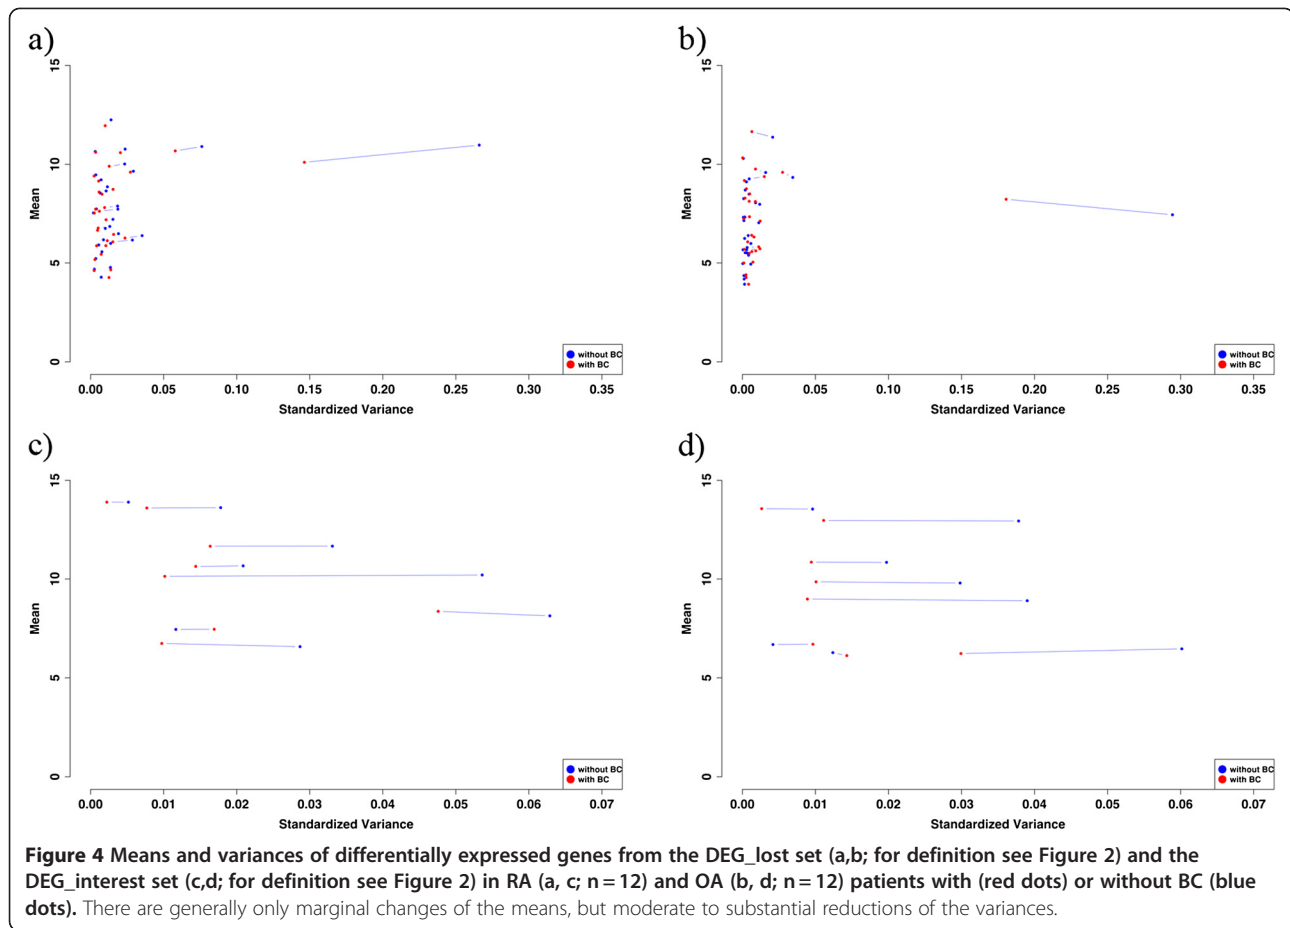 a)
15
10
5
0
Mean
0.00 0.05 0.10 0.15 0.20 0.25 0.30 0.35
Standardized Variance
without BC
with BC
b)
15
10
5
0
Mean
0.00 0.05 0.10 0.15 0.20 0.25 0.30 0.35
Standardized Variance
without BC
with BC
c)
15
10
5
0
Mean
0.00 0.01 0.02 0.03 0.04 0.05 0.06 0.07
Standardized Variance
without BC
with BC
d)
15
10
5
0
Mean
0.00 0.01 0.02 0.03 0.04 0.05 0.06 0.07
Standardized Variance
without BC
with BC
Figure 4 Means and variances of differentially expressed genes from the DEG_lost set (a,b; for definition see Figure 2) and the
DEG_interest set (c,d; for definition see Figure 2) in RA (a, c; n = 12) and OA (b, d; n = 12) patients with (red dots) or without BC (blue
dots). There are generally only marginal changes of the means, but moderate to substantial reductions of the variances.